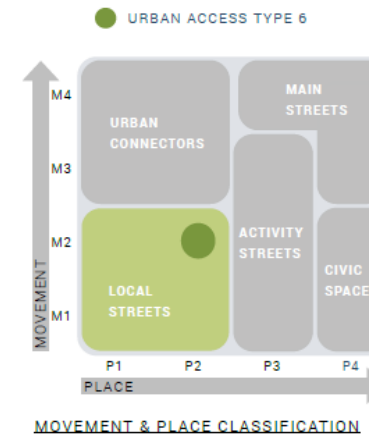 URBAN ACCESS TYPE 6
M4
MAIN
STREETS
URBAN
CONNECTORS
M3
ACTIVITY
STREETS
M2
CIVIC
SPACE
LOCAL
STREETS
M1
MOVEMENT
P1 P2 P3 P4
PLACE
MOVEMENT & PLACE CLASSIFICATION